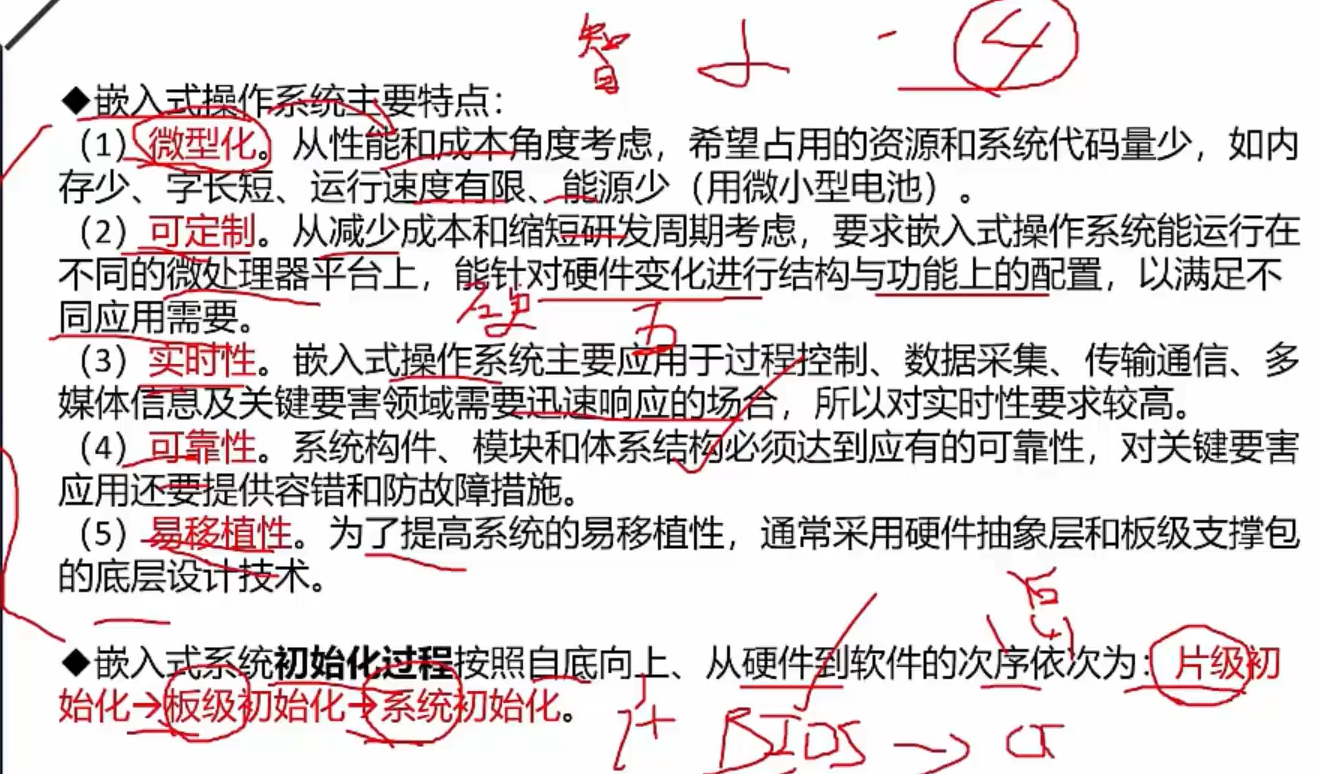 智 小 - 4
◆嵌入式操作系统主要特点：
（1）微型化。从性能和成本角度考虑，希望占用的资源和系统代码量少，如内
存少、字长短、运行速度有限、能源少（用微小型电池）。
（2）可定制。从减少成本和缩短研发周期考虑，要求嵌入式操作系统能运行在
不同的微处理器平台上，能针对硬件变化进行结构与功能上的配置，以满足不
同应用需要。
硬
（3）实时性。嵌入式操作系统主要应用于过程控制、数据采集、传输通信、多
媒体信息及关键要害领域需要迅速响应的场合，所以对实时性要求较高。
（4）可靠性。系统构件、模块和体系结构必须达到应有的可靠性，对关键要害
应用还要提供容错和防故障措施。
（5）易移植性。为了提高系统的易移植性，通常采用硬件抽象层和板级支撑包
的底层设计技术。
◆嵌入式系统初始化过程按照自底向上、从硬件到软件的次序依次为：片级初
始化→板级初始化→系统初始化。
BIOS →